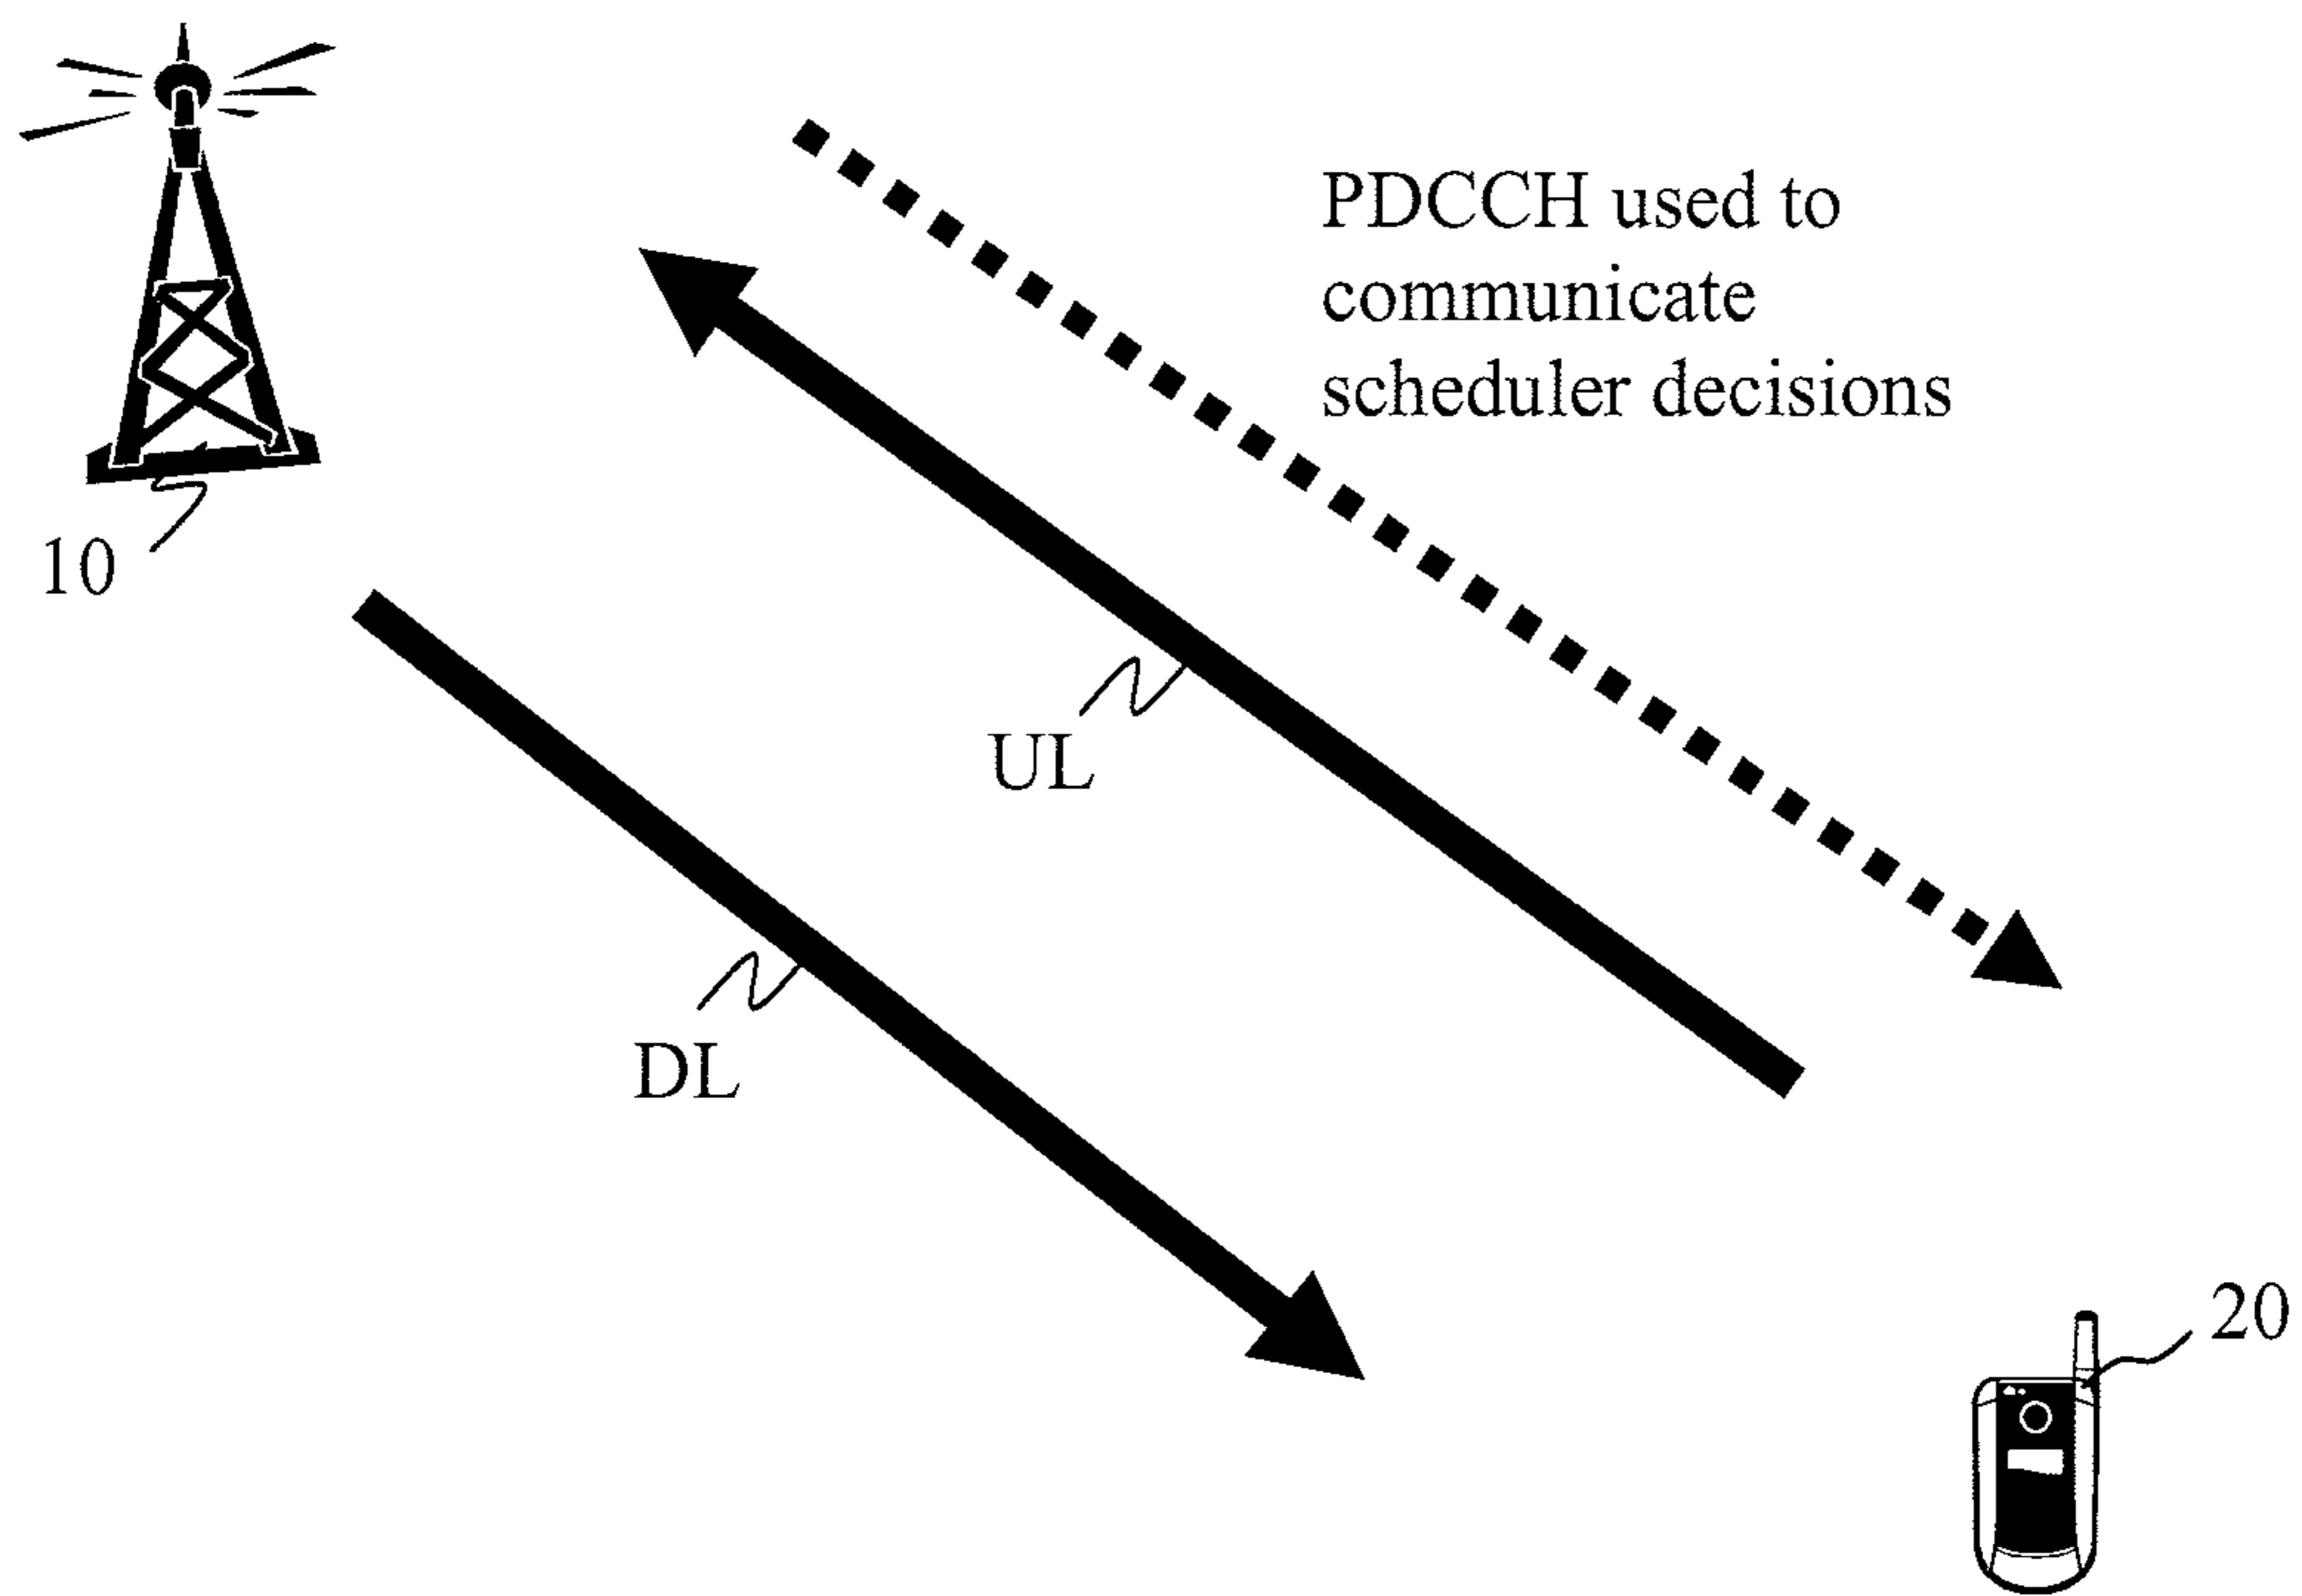 PDCCH used to
communicate
scheduler decisions
10
UL
DL
20